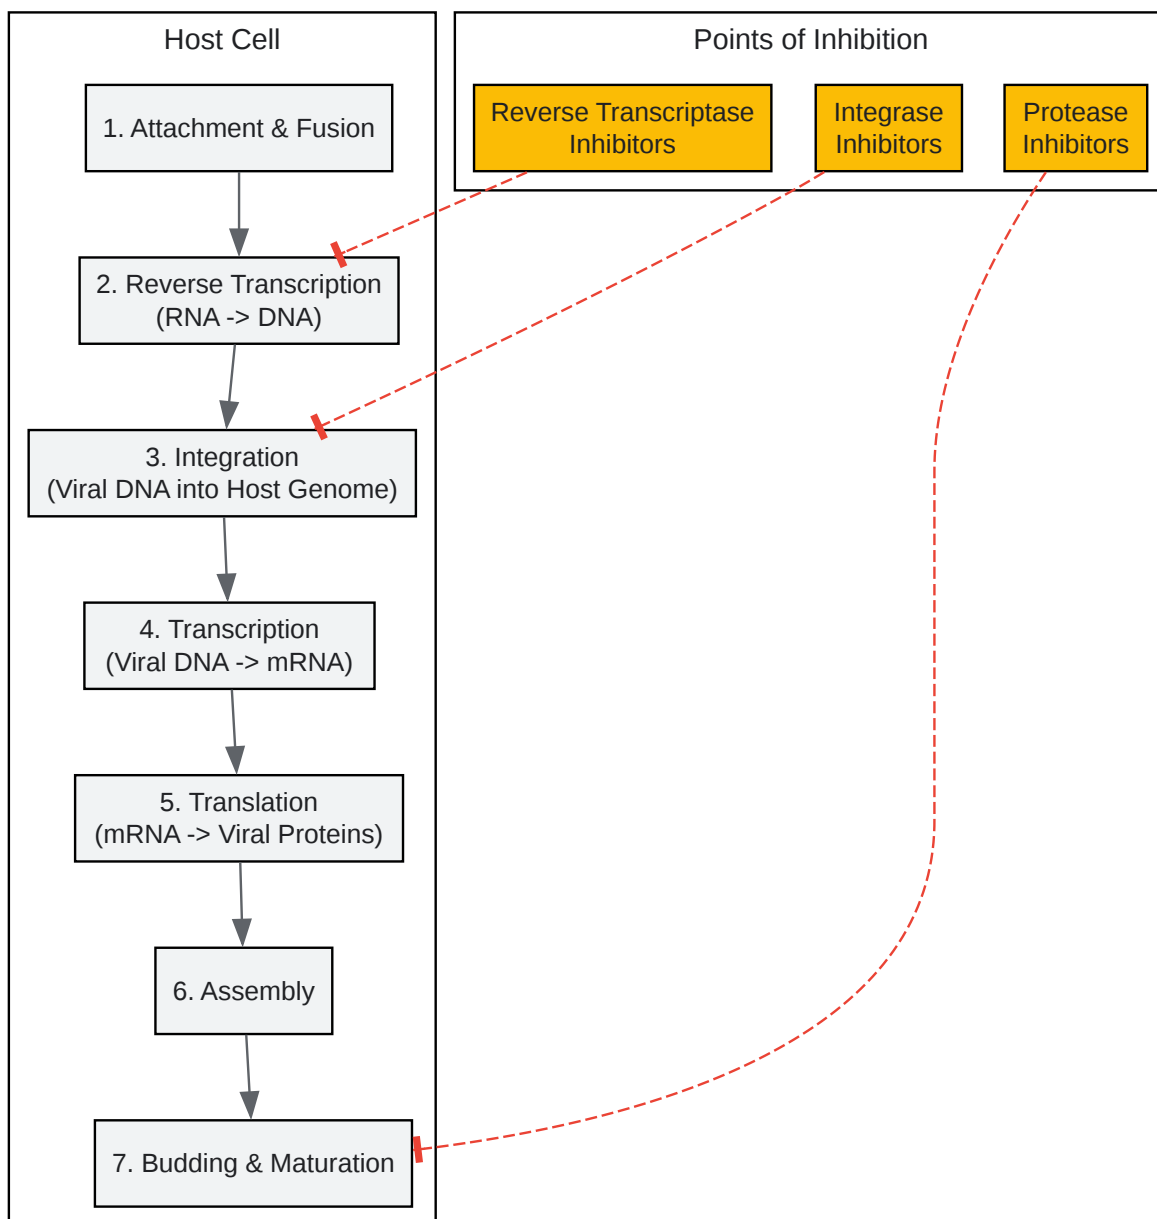 Host Cell
1. Attachment & Fusion
2. Reverse Transcription
(RNA -> DNA)
3. Integration
(Viral DNA into Host Genome)
4. Transcription
(Viral DNA -> mRNA)
5. Translation
(mRNA -> Viral Proteins)
6. Assembly
7. Budding & Maturation
Points of Inhibition
Reverse Transcriptase
Inhibitors
Integrase
Inhibitors
Protease
Inhibitors